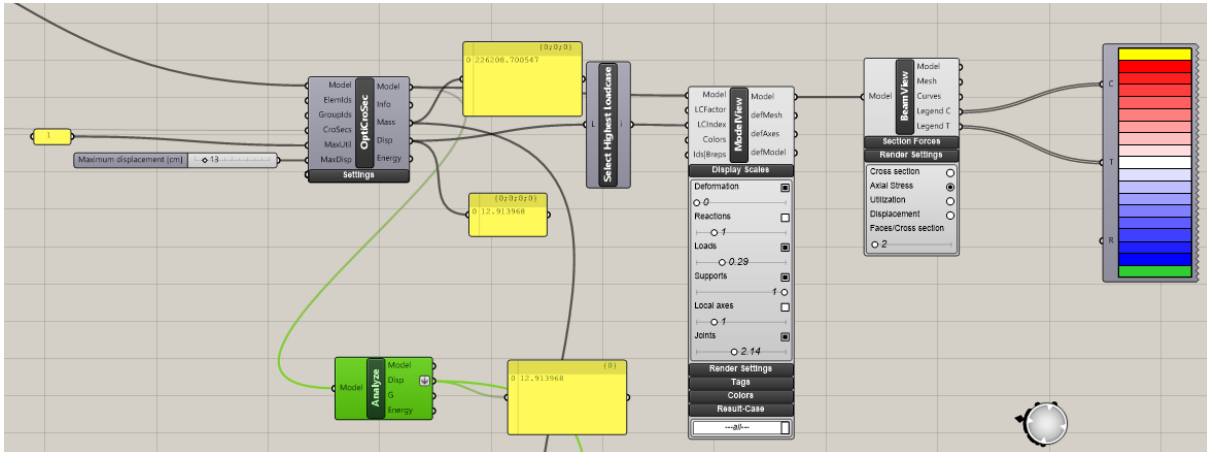 {0;0;0}
0 226208.700547
1
Maximum displacement [cm]
13
Model
ElemIds
GroupIds
CroSecs
MaxUtil
MaxDisp
OptiCroSec
Model
Info
Mass
Disp
Energy
Settings
{0;0;0;0}
0 12.913968
L
Select Highest Loadcase
i
Model
LCFactor
LCIndex
Colors
Ids|Breps
ModelView
Model
defMesh
defAxes
defModel
Display Scales
Deformation
0
Reactions
1
Loads
0.29
Supports
1
Local axes
1
Joints
2.14
Render Settings
Tags
Colors
Result-Case
---all---
Model
BeamView
Model
Mesh
Curves
Legend C
Legend T
Section Forces
Render Settings
Cross section
Axial Stress
Utilization
Displacement
Faces/Cross section
2
C
T
R
Model
Analyze
Model
Disp
G
Energy
{0}
0 12.913968